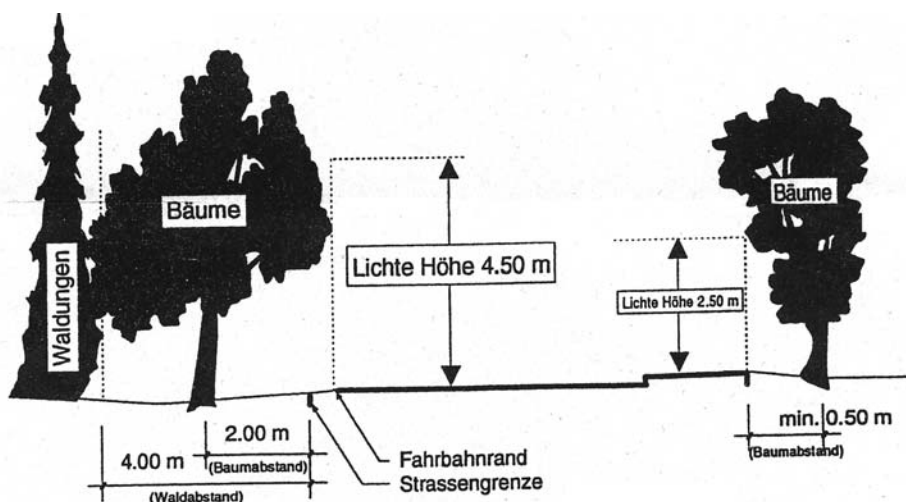 Waldungen
Bäume
Lichte Höhe 4.50 m
Lichte Höhe 2.50 m
Bäume
2.00 m
(Baumabstand)
4.00 m
(Waldabstand)
Fahrbahnrand
Strassengrenze
min. 0.50 m
(Baumabstand)